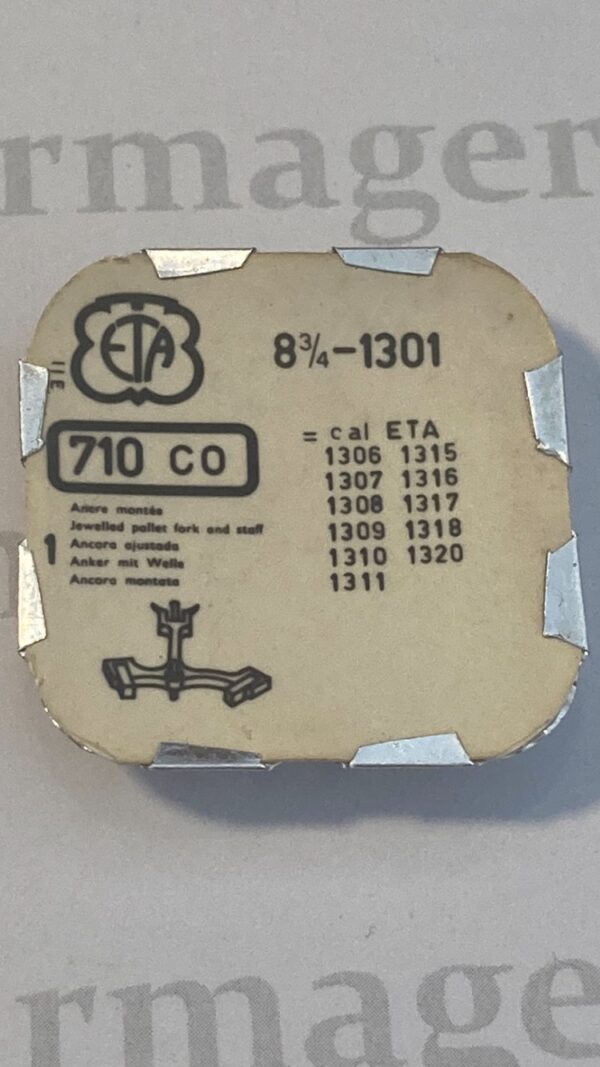 rmager
ETA
8¾–1301
710 CO
= cal ETA
1306 1315
1307 1316
1308 1317
1309 1318
1310 1320
1311
Ancre montée
Jewelled pallet fork and staff
1 Ancora ajustada
Anker mit Welle
Ancora montata
rmage